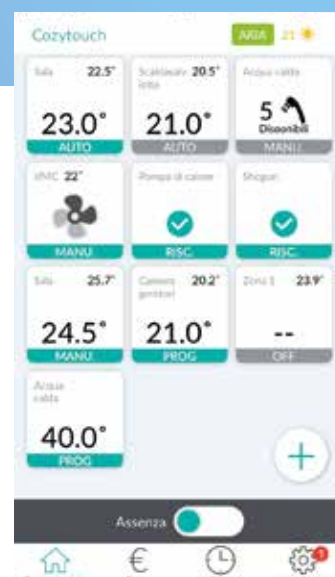 Cozytouch
ARIA 21
Sala 22.5°
23.0°
AUTO
20.5°
21.0°
AUTO
Acqua calda
5
Disponibili
MANU
VMC 22°
MANU
Pompa di calore
RISC.
Shogun
RISC.
Sala 25.7°
24.5°
MANU
Camera genitori 20.2°
21.0°
PROG
Zona 1 23.9°
--
OFF
Acqua
calda
40.0°
PROG
+
Assenza
€